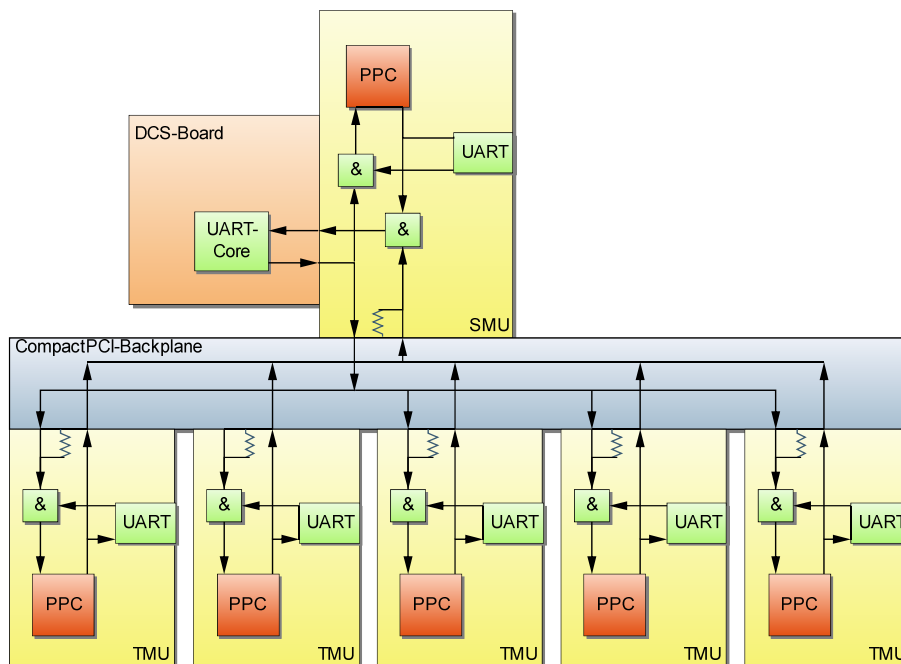 PPC
DCS-Board
UART
&
UART-
Core
&
SMU
CompactPCI-Backplane
& & & & &
UART UART UART UART UART
PPC PPC PPC PPC PPC
TMU TMU TMU TMU TMU